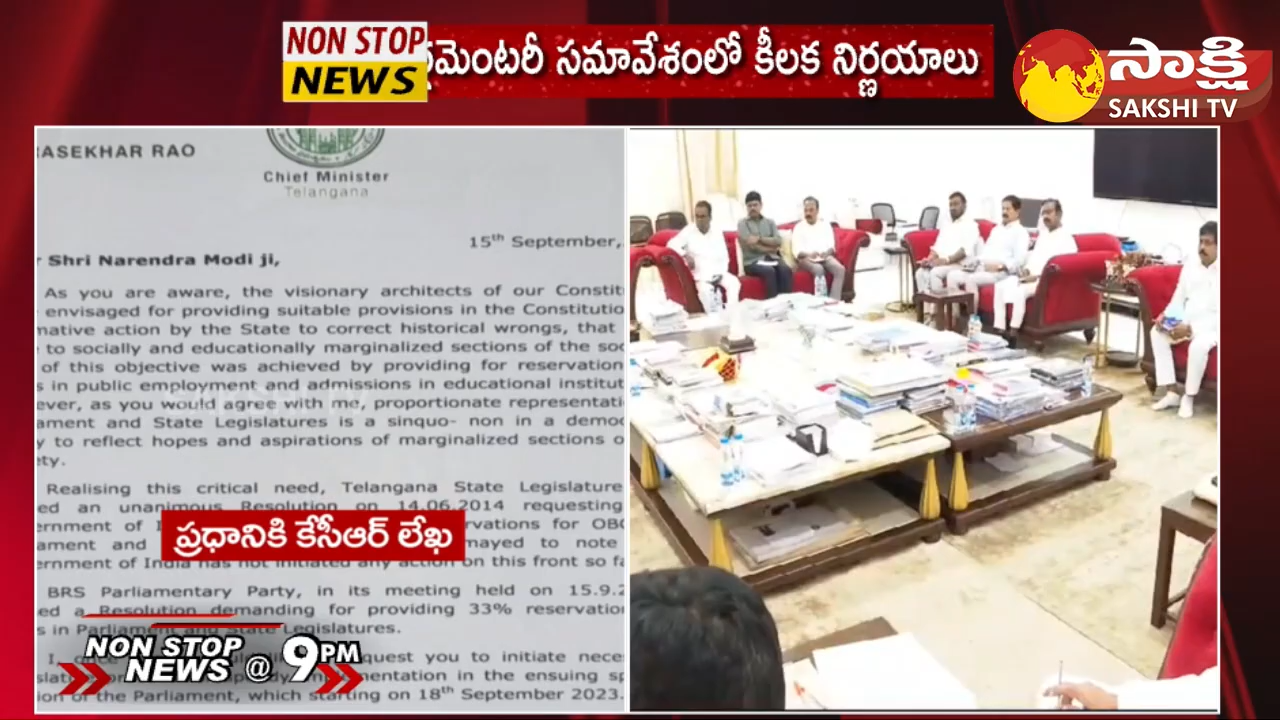 NON STOP
NEWS
మెంటరీ సమావేశంలో కీలక నిర్ణయాలు
సాక్షి
SAKSHI TV
ASEKHAR RAO
Chief Minister
Telangana
15th September,
Shri Narendra Modi ji,
As you are aware, the visionary architects of our Constit
envisaged for providing suitable provisions in the Constitution
mative action by the State to correct historical wrongs, that
to socially and educationally marginalized sections of the so
of this objective was achieved by providing for reservation
s in public employment and admissions in educational institut
ever, as you would agree with me, proportionate representati
ament and State Legislatures is a sinquo- non in a democ
y to reflect hopes and aspirations of marginalized sections o
ety.
Realising this critical need, Telangana State Legislature
ed an unanimous Resolution on 14.06.2014 requesting
ernment of I rvations for OBC
ament and mayed to note
ernment of India has not initiated any action on this front so fa
ప్రధానికి కేసీఆర్ లేఖ
BRS Parliamentary Party, in its meeting held on 15.9.2
ed a Resolution demanding for providing 33% reservation
s in Parliament and State Legislatures.
I, once quest you to initiate nece
mentation in the ensuing sp
ion of the Parliament, which starting on 18th September 2023.
NON STOP
NEWS @ 9PM